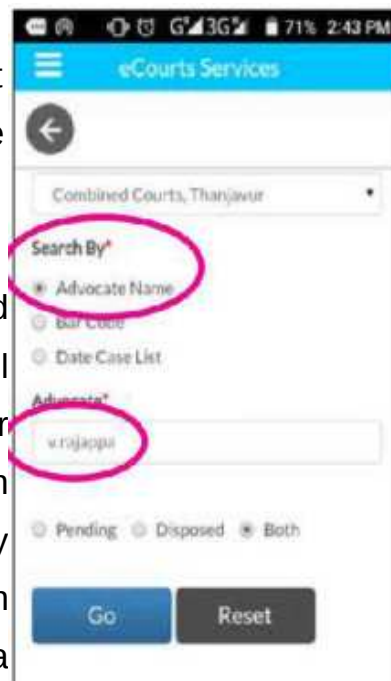 G 3G 71% 2:43 PM
eCourts Services
t
e
Combined Courts, Thanjavur
Search By*
Advocate Name
d
Bar Code
l
Date Case List
Advocate*
r
v.rajappa
n
y
Pending Disposed Both
n
Go Reset
a